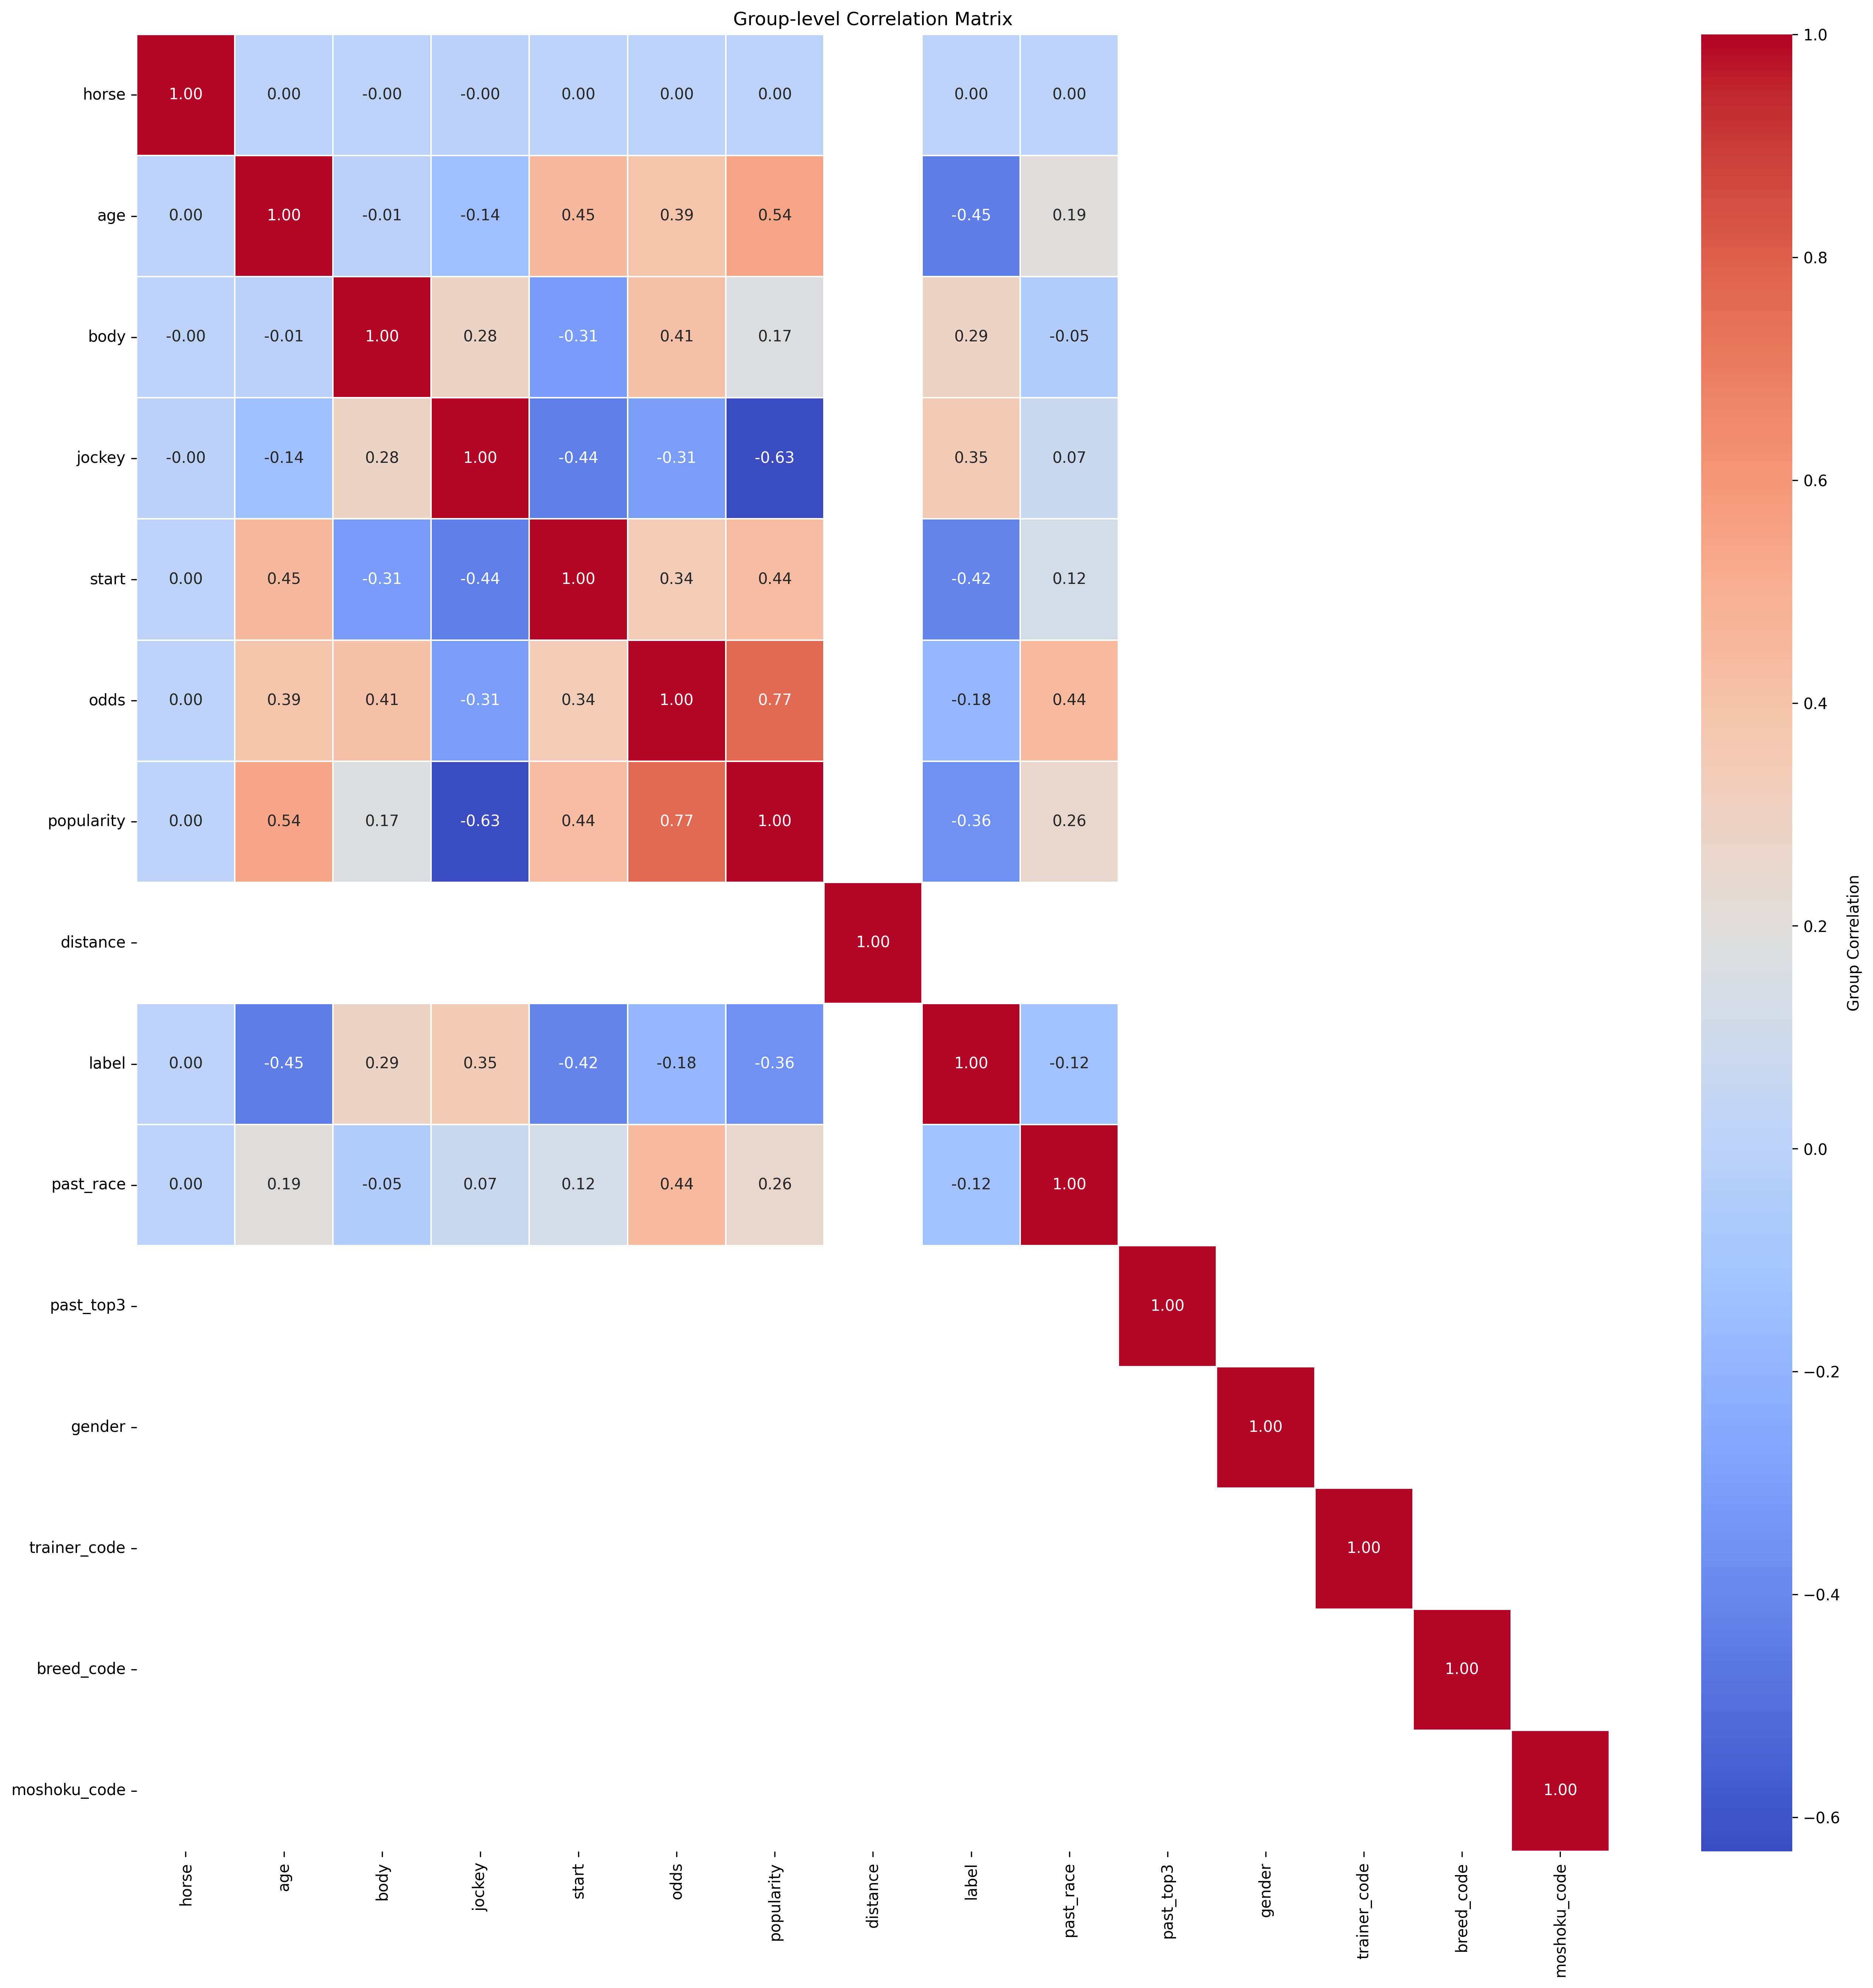 Group-level Correlation Matrix
horse 1.00 0.00 -0.00 -0.00 0.00 0.00 0.00 0.00 0.00
age 0.00 1.00 -0.01 -0.14 0.45 0.39 0.54 -0.45 0.19
body -0.00 -0.01 1.00 0.28 -0.31 0.41 0.17 0.29 -0.05
jockey -0.00 -0.14 0.28 1.00 -0.44 -0.31 -0.63 0.35 0.07
start 0.00 0.45 -0.31 -0.44 1.00 0.34 0.44 -0.42 0.12
odds 0.00 0.39 0.41 -0.31 0.34 1.00 0.77 -0.18 0.44
popularity 0.00 0.54 0.17 -0.63 0.44 0.77 1.00 -0.36 0.26
distance 1.00
label 0.00 -0.45 0.29 0.35 -0.42 -0.18 -0.36 1.00 -0.12
past_race 0.00 0.19 -0.05 0.07 0.12 0.44 0.26 -0.12 1.00
past_top3 1.00
gender 1.00
trainer_code 1.00
breed_code 1.00
moshoku_code 1.00
horse age body jockey start odds popularity distance label past_race past_top3 gender trainer_code breed_code moshoku_code
1.0
0.8
0.6
0.4
0.2
0.0
−0.2
−0.4
−0.6
Group Correlation